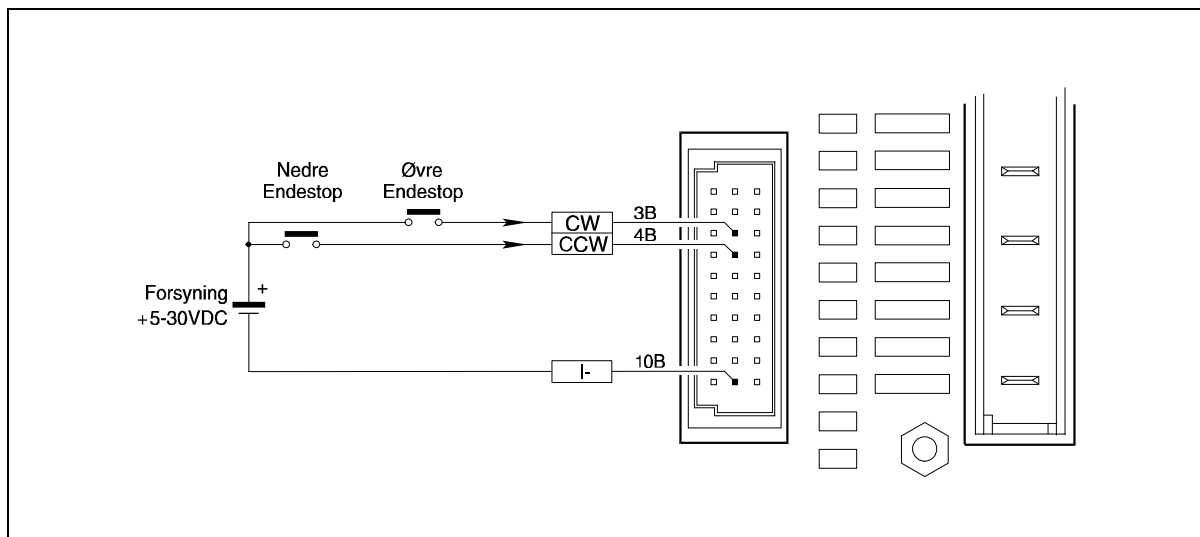 Nedre
Endestop
Øvre
Endestop
CW
3B
CCW
4B
Forsyning
+5-30VDC
+
I-
10B